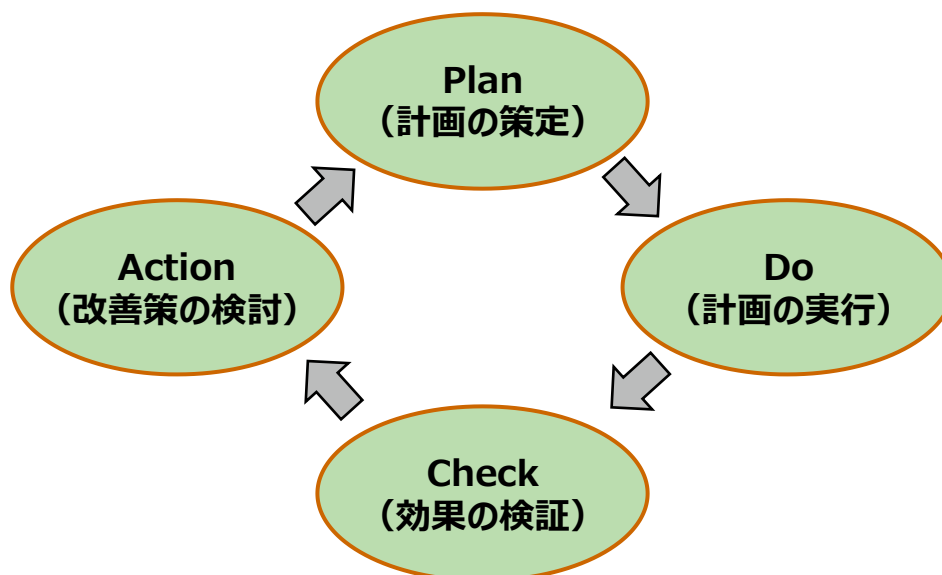 Plan
（計画の策定）
Do
（計画の実行）
Check
（効果の検証）
Action
（改善策の検討）